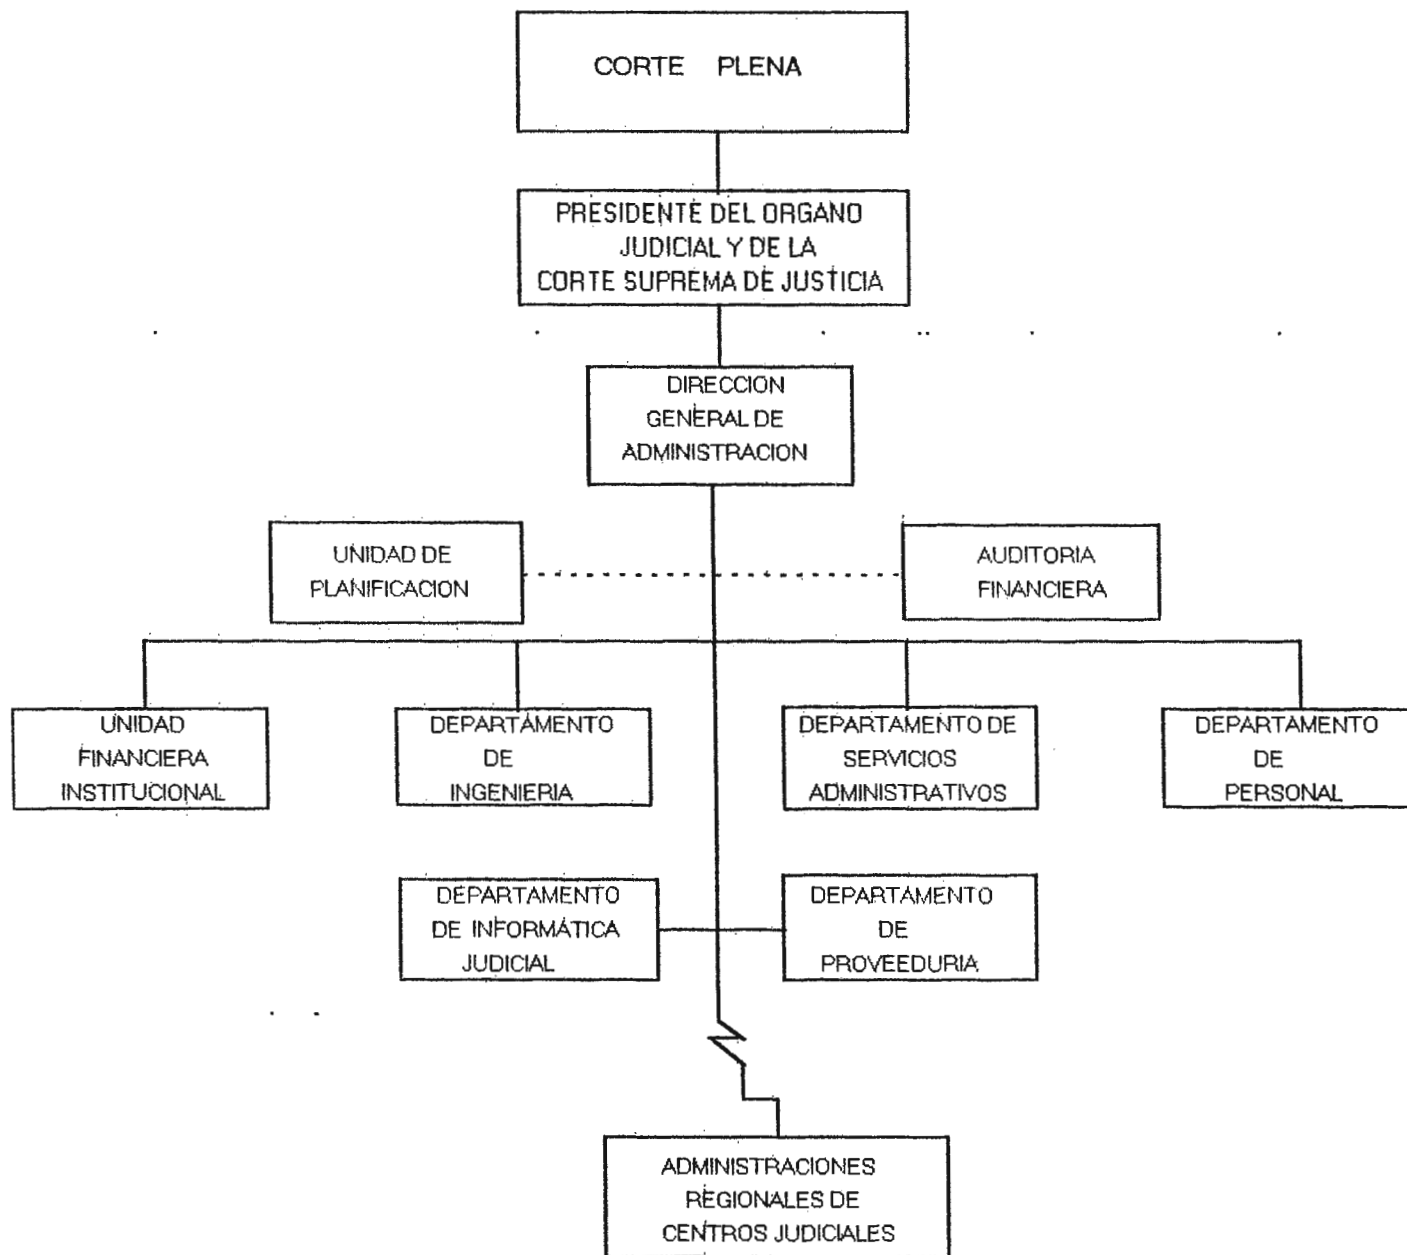 CORTE PLENA
PRESIDENTE DEL ORGANO
JUDICIAL Y DE LA
CORTE SUPREMA DE JUSTICIA
DIRECCION
GENERAL DE
ADMINISTRACION
UNIDAD DE
PLANIFICACION
AUDITORIA
FINANCIERA
UNIDAD
FINANCIERA
INSTITUCIONAL
DEPARTAMENTO
DE
INGENIERIA
DEPARTAMENTO DE
SERVICIOS
ADMINISTRATIVOS
DEPARTAMENTO
DE
PERSONAL
DEPARTAMENTO
DE INFORMÁTICA
JUDICIAL
DEPARTAMENTO
DE
PROVEEDURIA
ADMINISTRACIONES
REGIONALES DE
CENTROS JUDICIALES